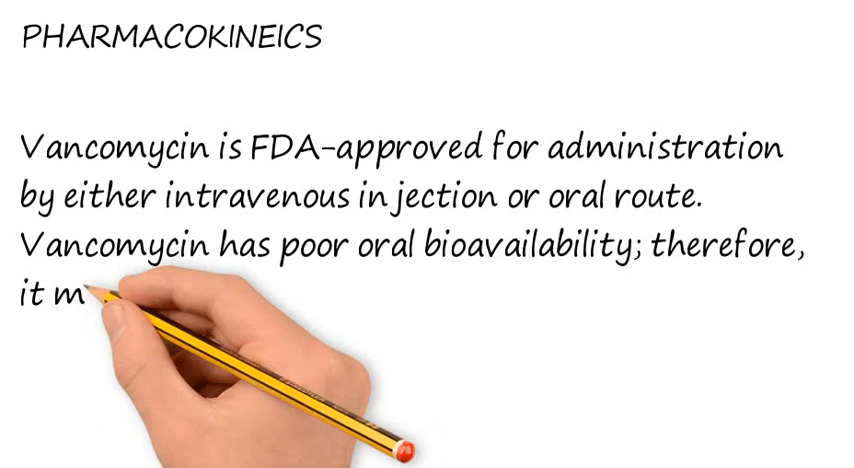 PHARMACOKINEICS
Vancomycin is FDA-approved for administration
by either intravenous injection or oral route.
Vancomycin has poor oral bioavailability; therefore,
it m